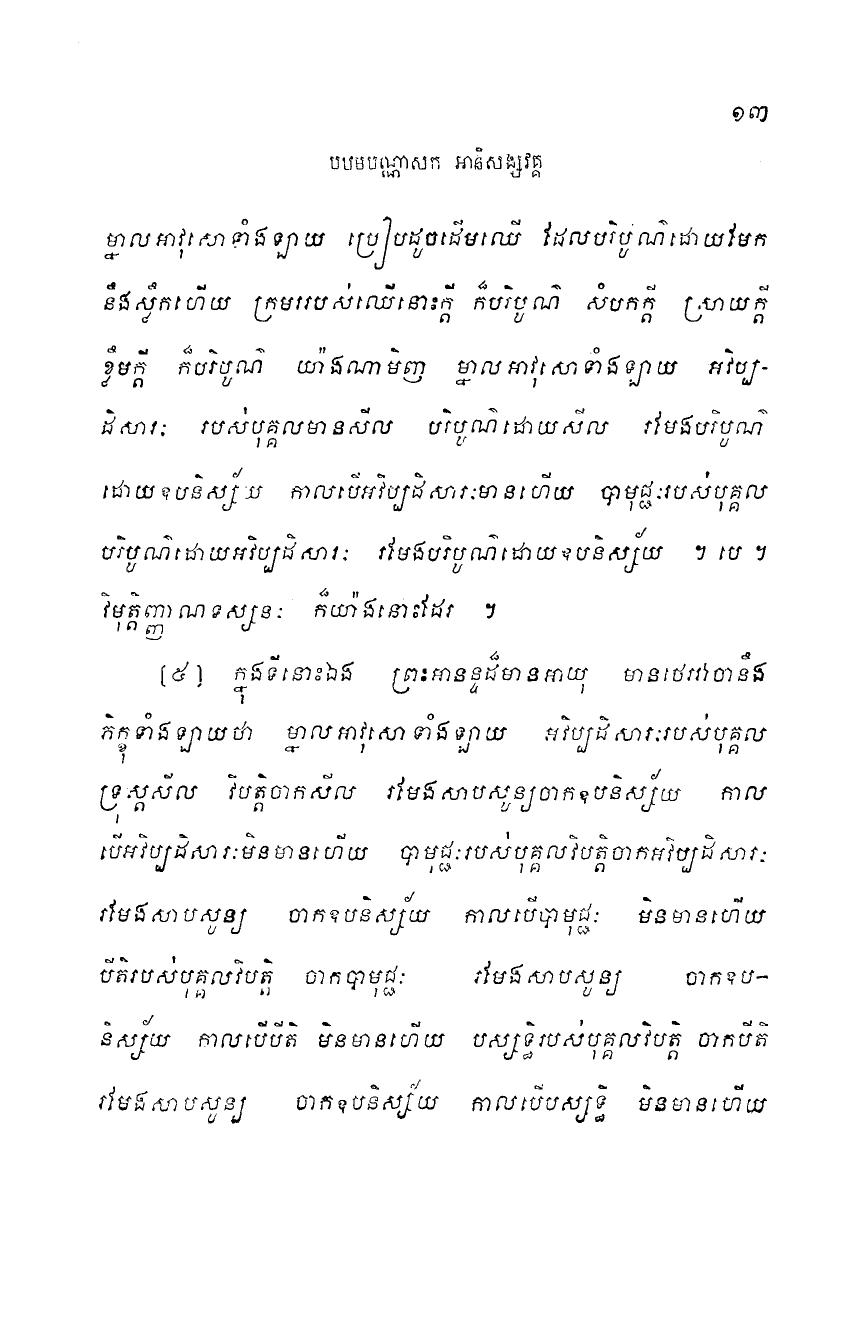 ១៣
បឋមបណ្ណាសក អានិសង្សវគ្គ
ម្នាលអាវុសោទាំងឡាយ ប្រៀបដូចដើមឈើ ដែលបរិបូណ៌ដោយមែក
នឹងស្លឹកហើយ ក្រមររបស់ឈើនោះក្តី ក៏បរិបូណ៌ សំបកក្តី ស្រាយក្តី
ខ្លឹមក្តី ក៏បរិបូណ៌ យ៉ាងណាមិញ ម្នាលអាវុសោទាំងឡាយ អវិប្ប-
ដិសារៈ របស់បុគ្គលមានសីល បរិបូណ៌ដោយសីល រមែងបរិបូណ៌
ដោយឧបនិស្ស័យ កាលបើអវិប្បដិសារៈមានហើយ បាមុជ្ជៈរបស់បុគ្គល
បរិបូណ៌ដោយអវិប្បដិសារៈ រមែងបរិបូណ៌ដោយឧបនិស្ស័យ ។ បេ ។
វិមុត្តិញ្ញាណទស្សនៈ ក៏យ៉ាងនោះដែរ ។
[៥] ក្នុងទីនោះឯង ព្រះអានន្ទដ៏មានអាយុ មានថេរវាចានឹង
ភិក្ខុទាំងឡាយថា ម្នាលអាវុសោទាំងឡាយ អវិប្បដិសារៈរបស់បុគ្គល
ទ្រុស្តសីល វិបត្តិចាកសីល រមែងសាបសូន្យចាកឧបនិស្ស័យ កាល
បើអវិប្បដិសារៈមិនមានហើយ បាមុជ្ជៈរបស់បុគ្គលវិបត្តិចាកអវិប្បដិសារៈ
រមែងសាបសូន្យ ចាកឧបនិស្ស័យ កាលបើបាមុជ្ជៈ មិនមានហើយ
បីតិរបស់បុគ្គលវិបត្តិ ចាកបាមុជ្ជៈ រមែងសាបសូន្យ ចាកឧប-
និស្ស័យ កាលបើបីតិ មិនមានហើយ បស្សទ្ធិរបស់បុគ្គលវិបត្តិ ចាកបីតិ
រមែងសាបសូន្យ ចាកឧបនិស្ស័យ កាលបើបស្សទ្ធិ មិនមានហើយ